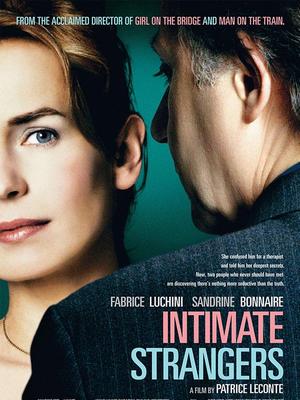 FROM THE ACCLAIMED DIRECTOR OF GIRL ON THE BRIDGE AND MAN ON THE TRAIN.
She confused him for a therapist
and told him her deepest secrets.
Now, two people who never should have met
are discovering there's nothing more seductive than the truth.
FABRICE LUCHINI SANDRINE BONNAIRE
INTIMATE
STRANGERS
A FILM BY PATRICE LECONTE